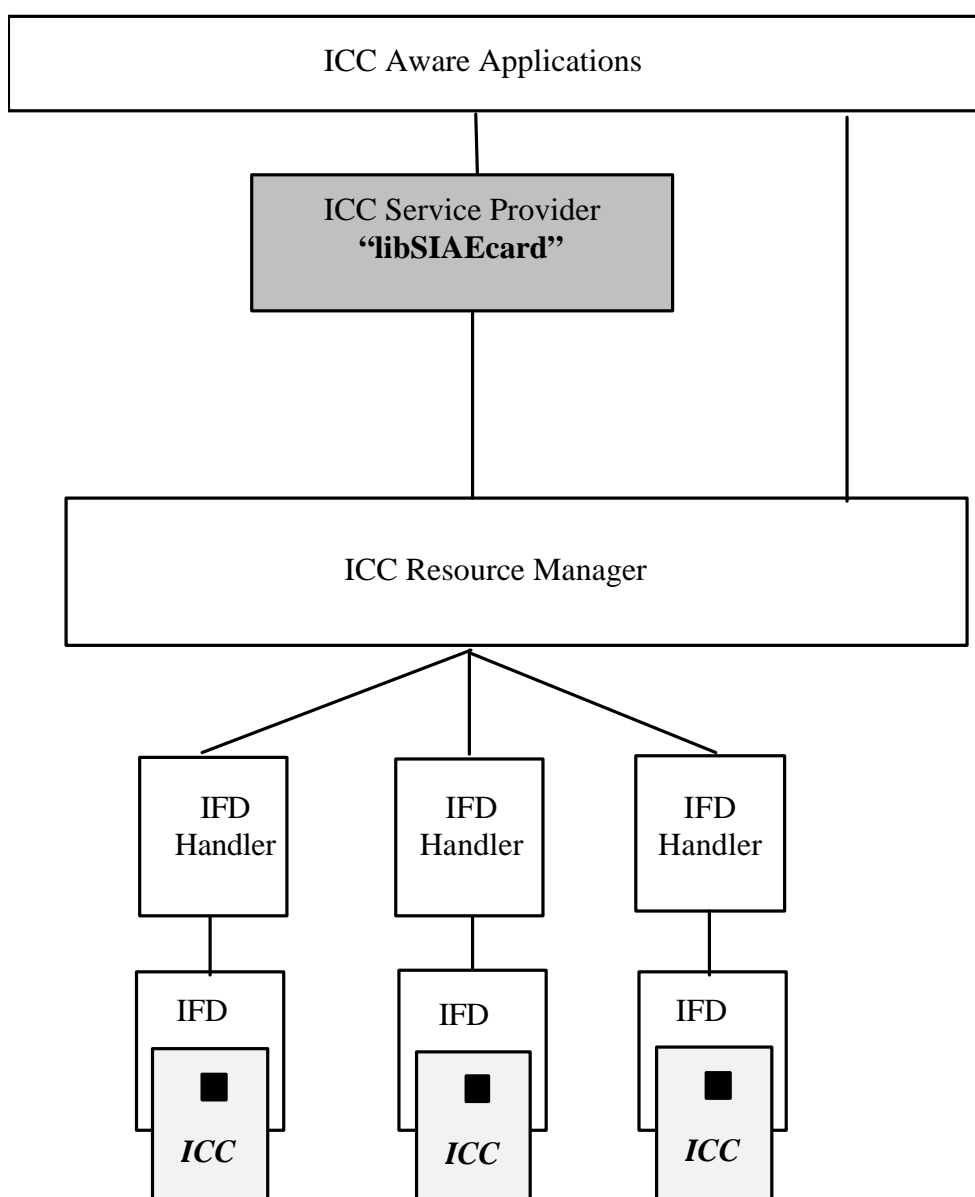 ICC Aware Applications
ICC Service Provider
“libSIAEcard”
ICC Resource Manager
IFD
Handler
IFD
Handler
IFD
Handler
IFD
IFD
IFD
ICC
ICC
ICC